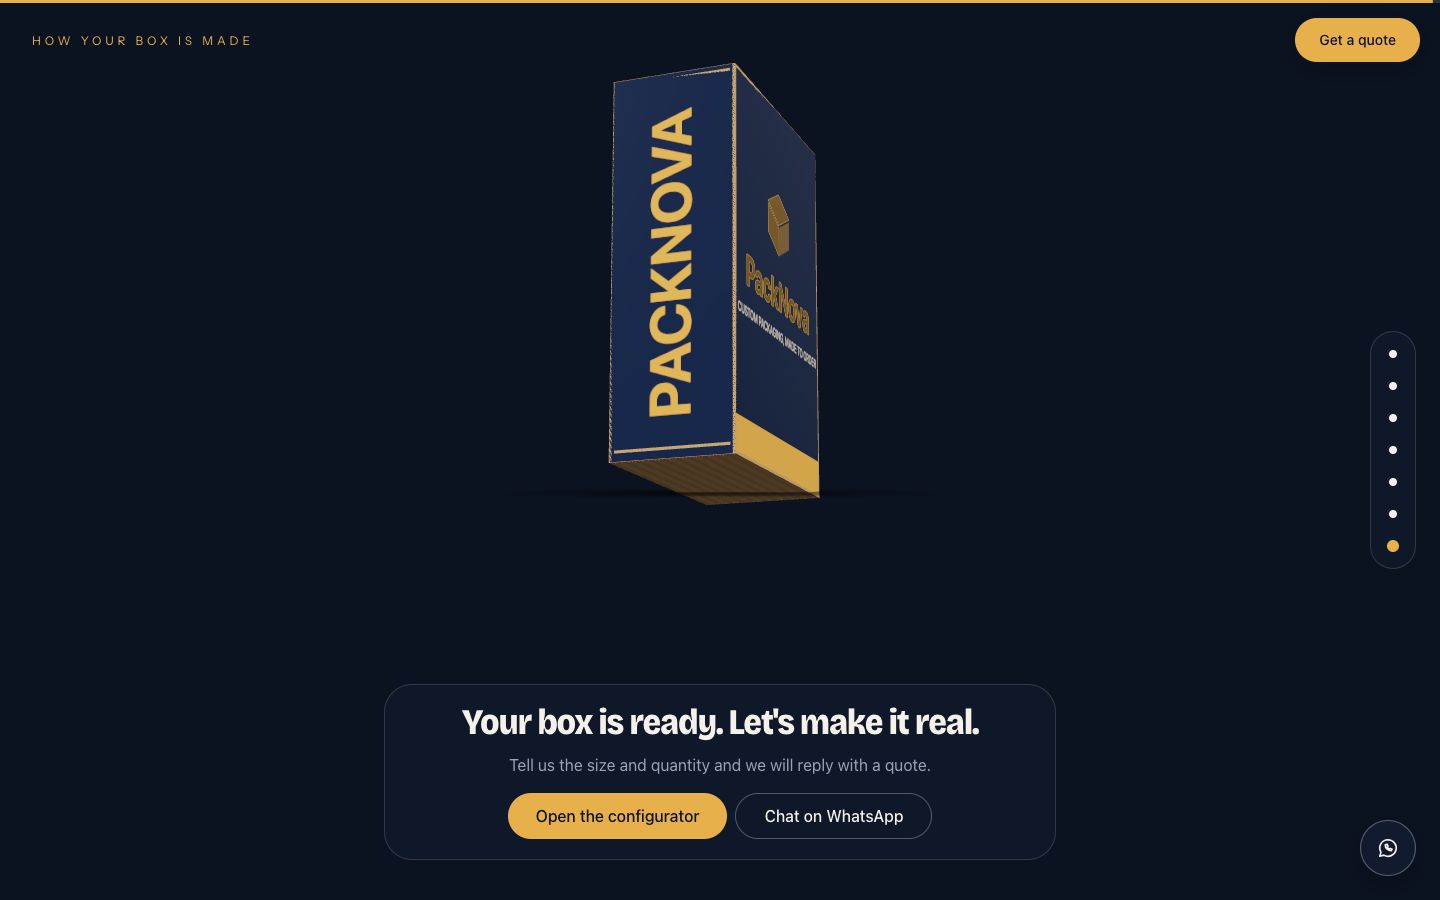 HOW YOUR BOX IS MADE
Get a quote
PACKNOVA
PackNova
CUSTOM PACKAGING, MADE TO ORDER
Your box is ready. Let's make it real.
Tell us the size and quantity and we will reply with a quote.
Open the configurator
Chat on WhatsApp